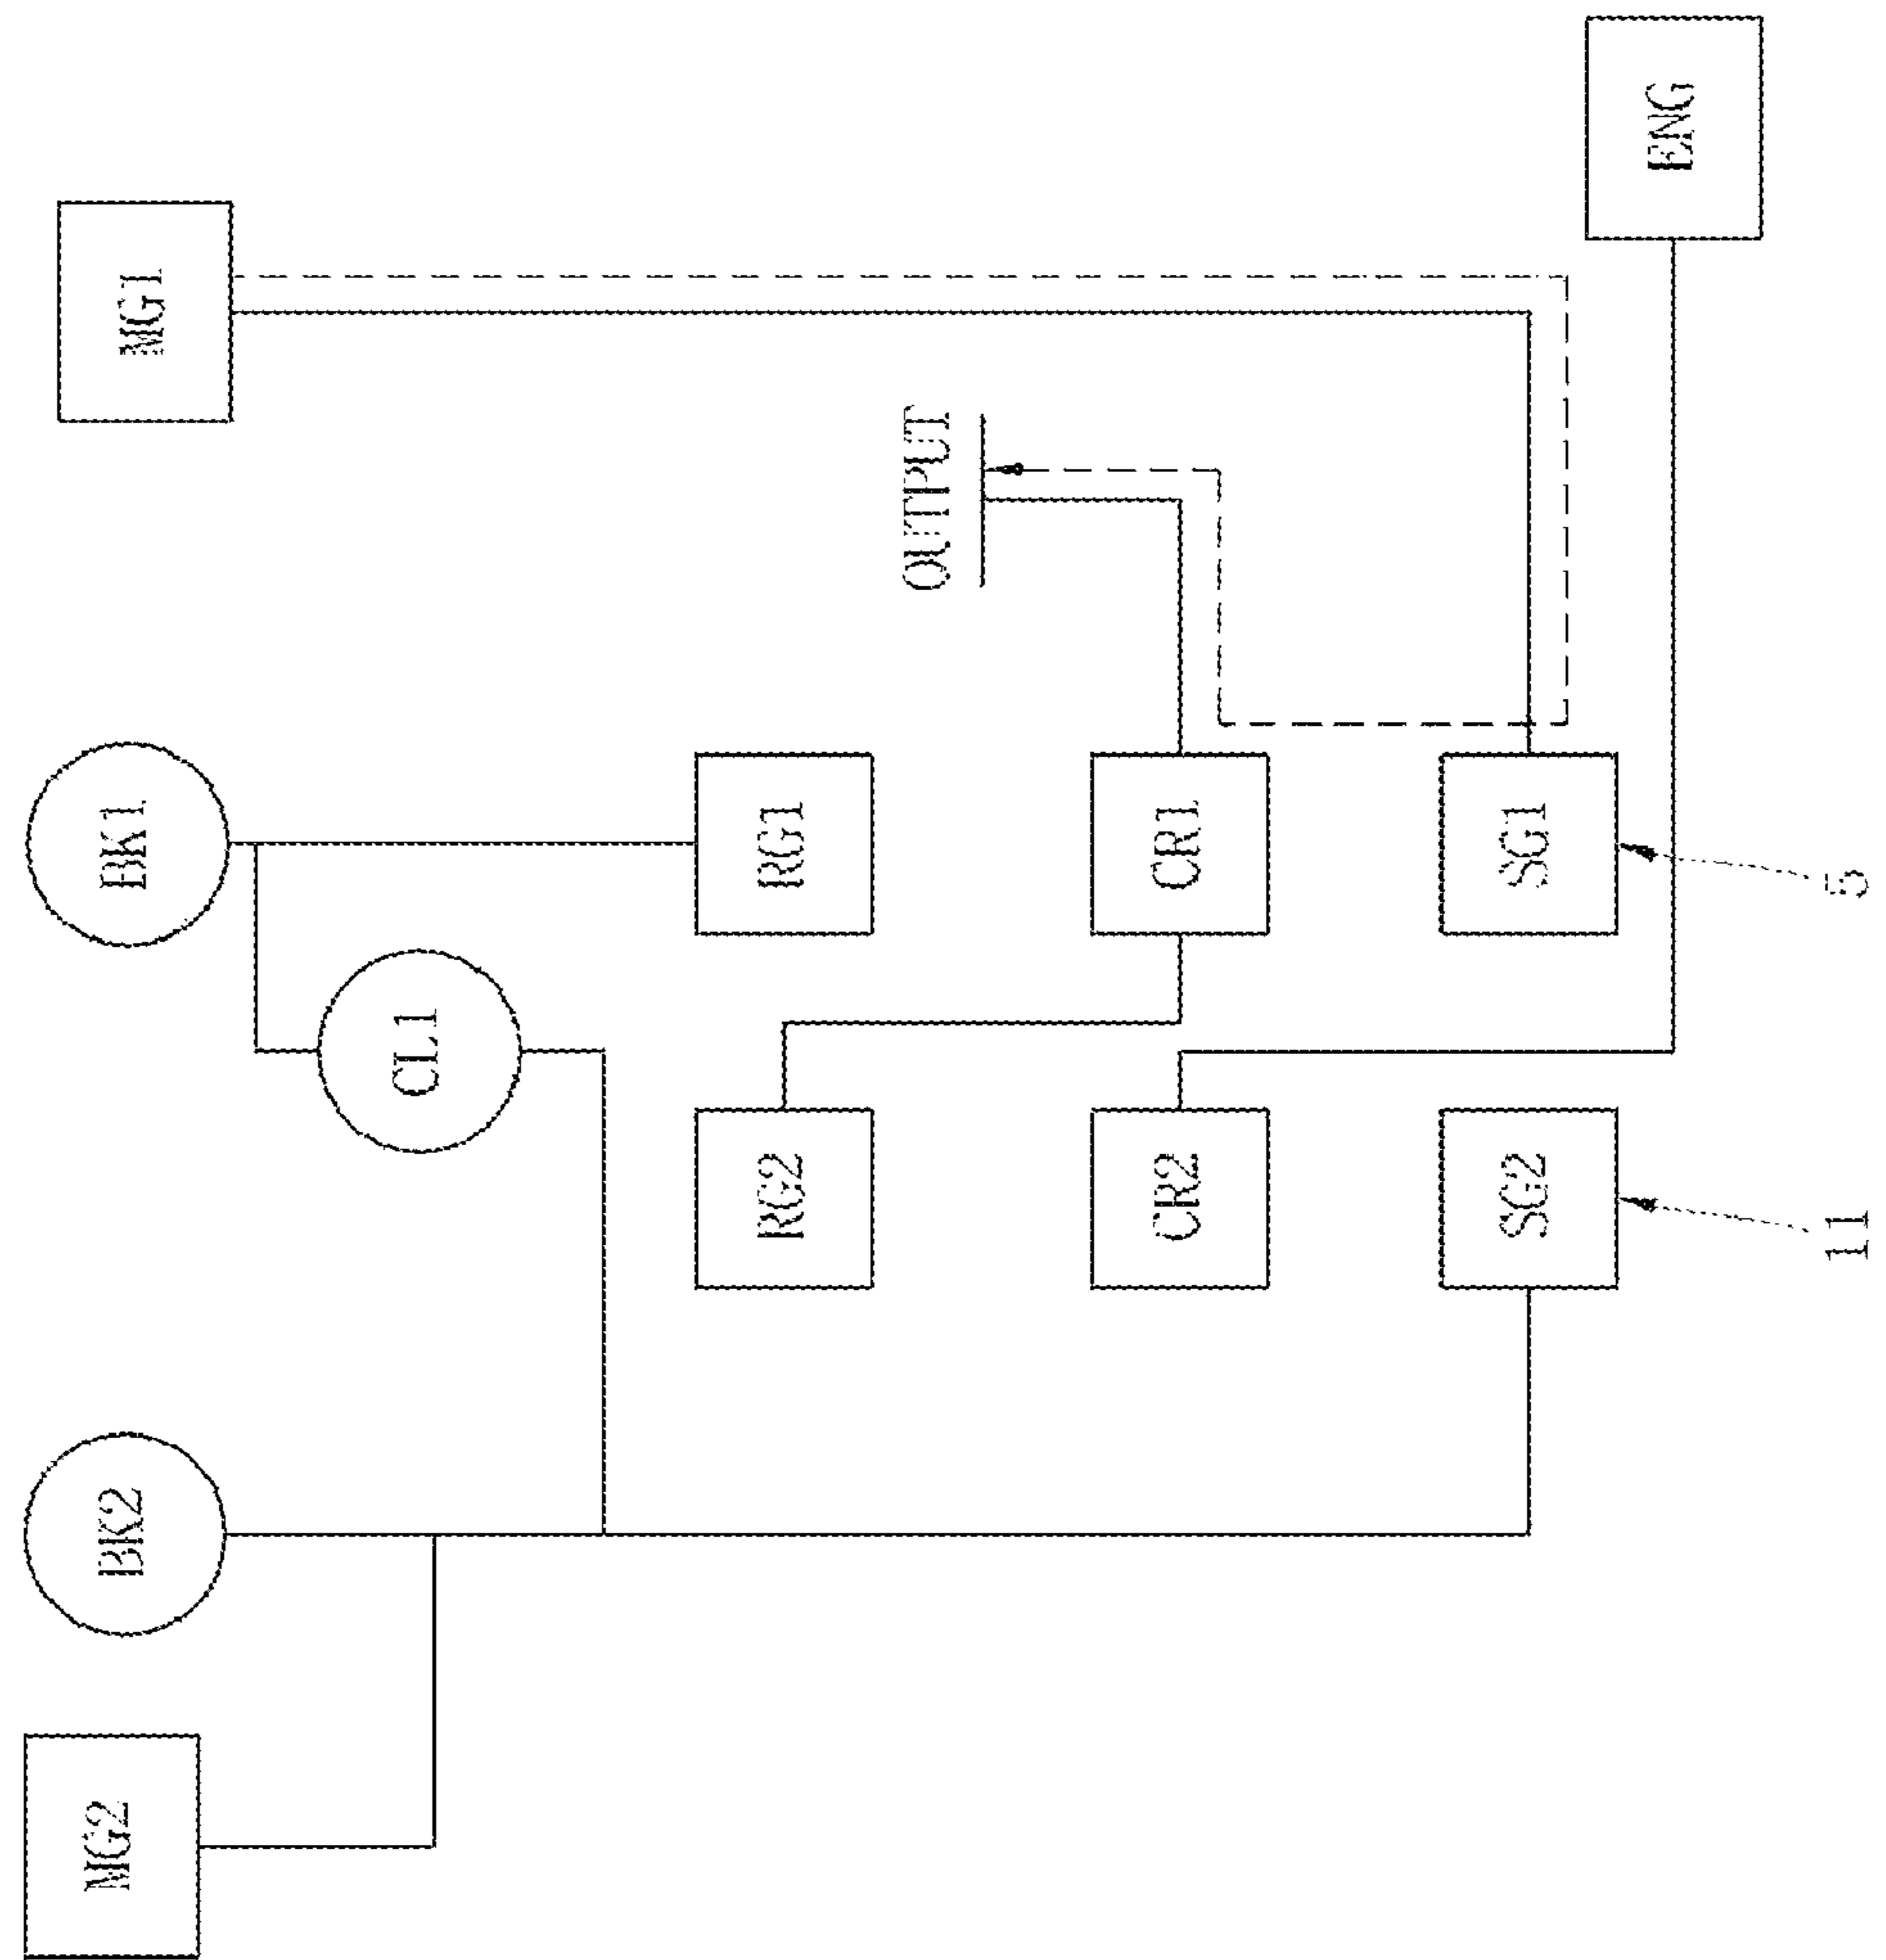 MG2
BK2
BK1
MG1
CL1
RG2
RG1
OUTPUT
CR2
CR1
SG2
SG1
ENG
11
5